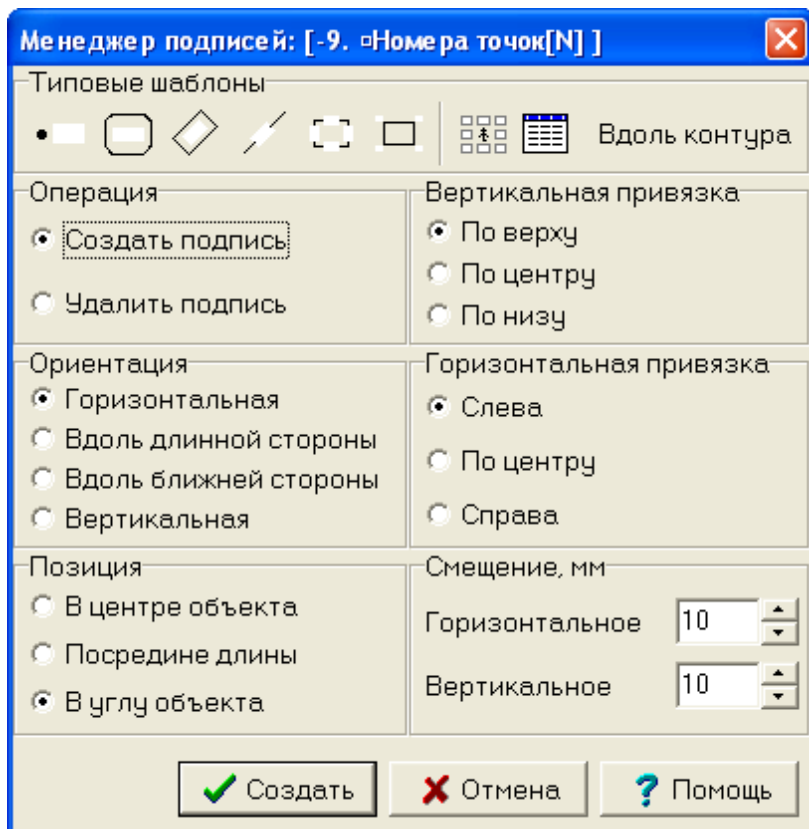 Менеджер подписей: [-9. ¤Номера точок[N] ]
Типовые шаблоны
Вдоль контура
Операция
Создать подпись
Удалить подпись
Вертикальная привязка
По верху
По центру
По низу
Ориентация
Горизонтальная
Вдоль длинной стороны
Вдоль ближней стороны
Вертикальная
Горизонтальная привязка
Слева
По центру
Справа
Позиция
В центре объекта
Посредине длины
В углу объекта
Смещение, мм
Горизонтальное 10
Вертикальное 10
Создать Отмена Помощь